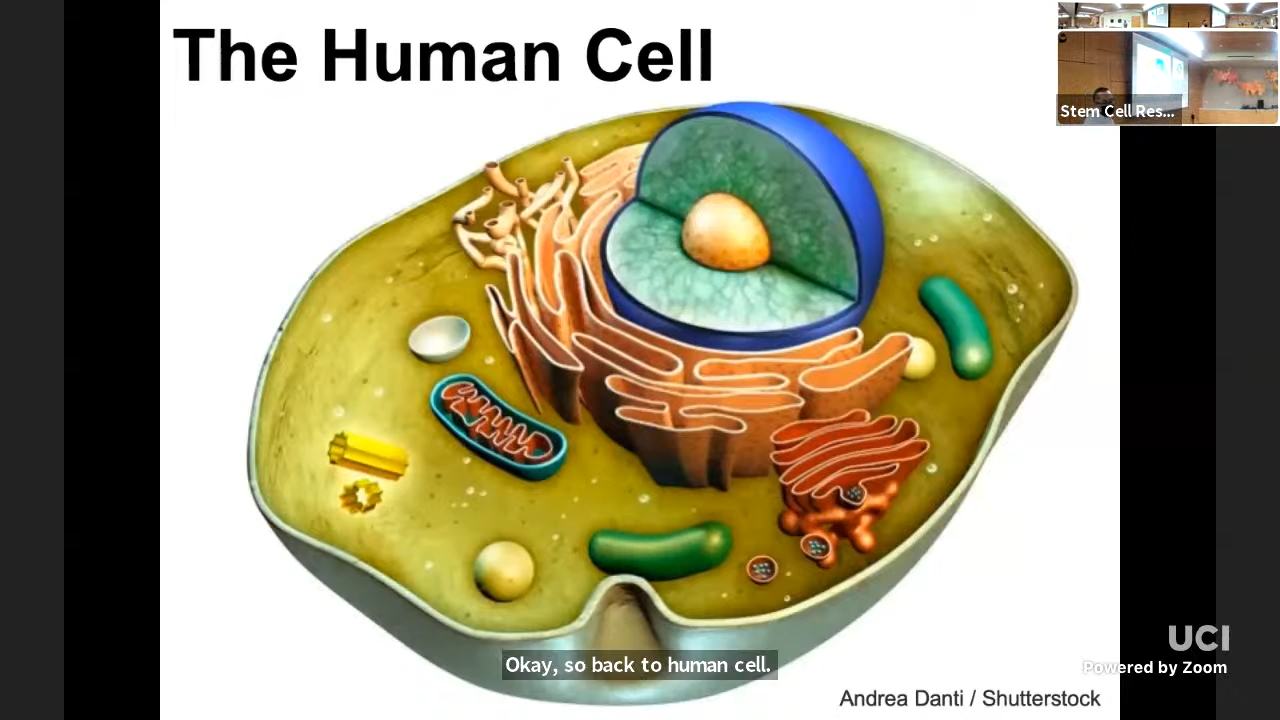 The Human Cell
Stem Cell Res...
Okay, so back to human cell.
UCI
Powered by Zoom
Andrea Danti / Shutterstock